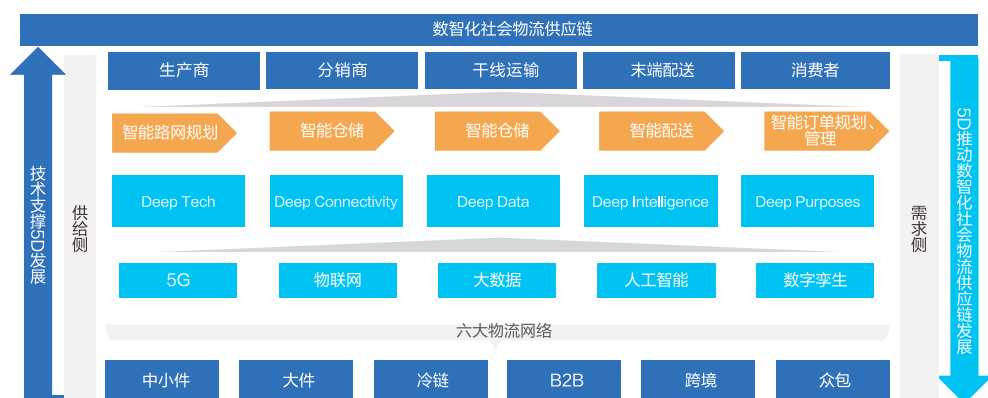 数智化社会物流供应链
生产商
分销商
干线运输
末端配送
消费者
智能路网规划
智能仓储
智能仓储
智能配送
智能订单规划、
管理
Deep Tech
Deep Connectivity
Deep Data
Deep Intelligence
Deep Purposes
5G
物联网
大数据
人工智能
数字孪生
六大物流网络
中小件
大件
冷链
B2B
跨境
众包
技术支撑5D发展
供给侧
需求侧
5D推动数智化社会物流供应链发展